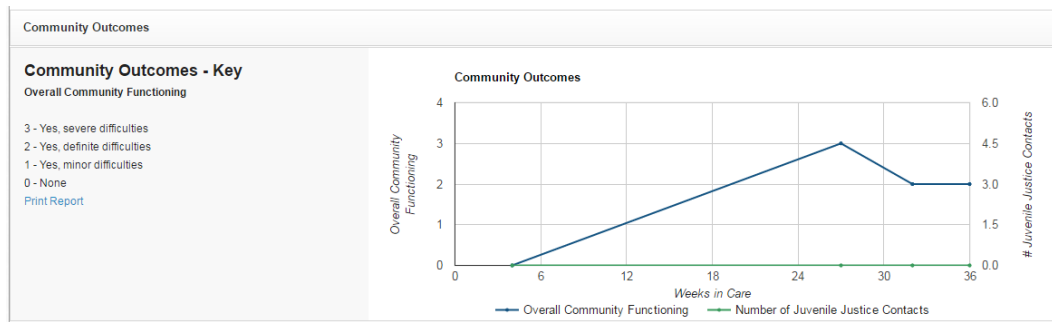 Community Outcomes
Community Outcomes - Key
Overall Community Functioning
3 - Yes, severe difficulties
2 - Yes, definite difficulties
1 - Yes, minor difficulties
0 - None
Print Report
Community Outcomes
Overall Community
Functioning
4
3
2
1
0
6.0
4.5
3.0
1.5
0.0
# Juvenile Justice Contacts
0 6 12 18 24 30 36
Weeks in Care
Overall Community Functioning Number of Juvenile Justice Contacts